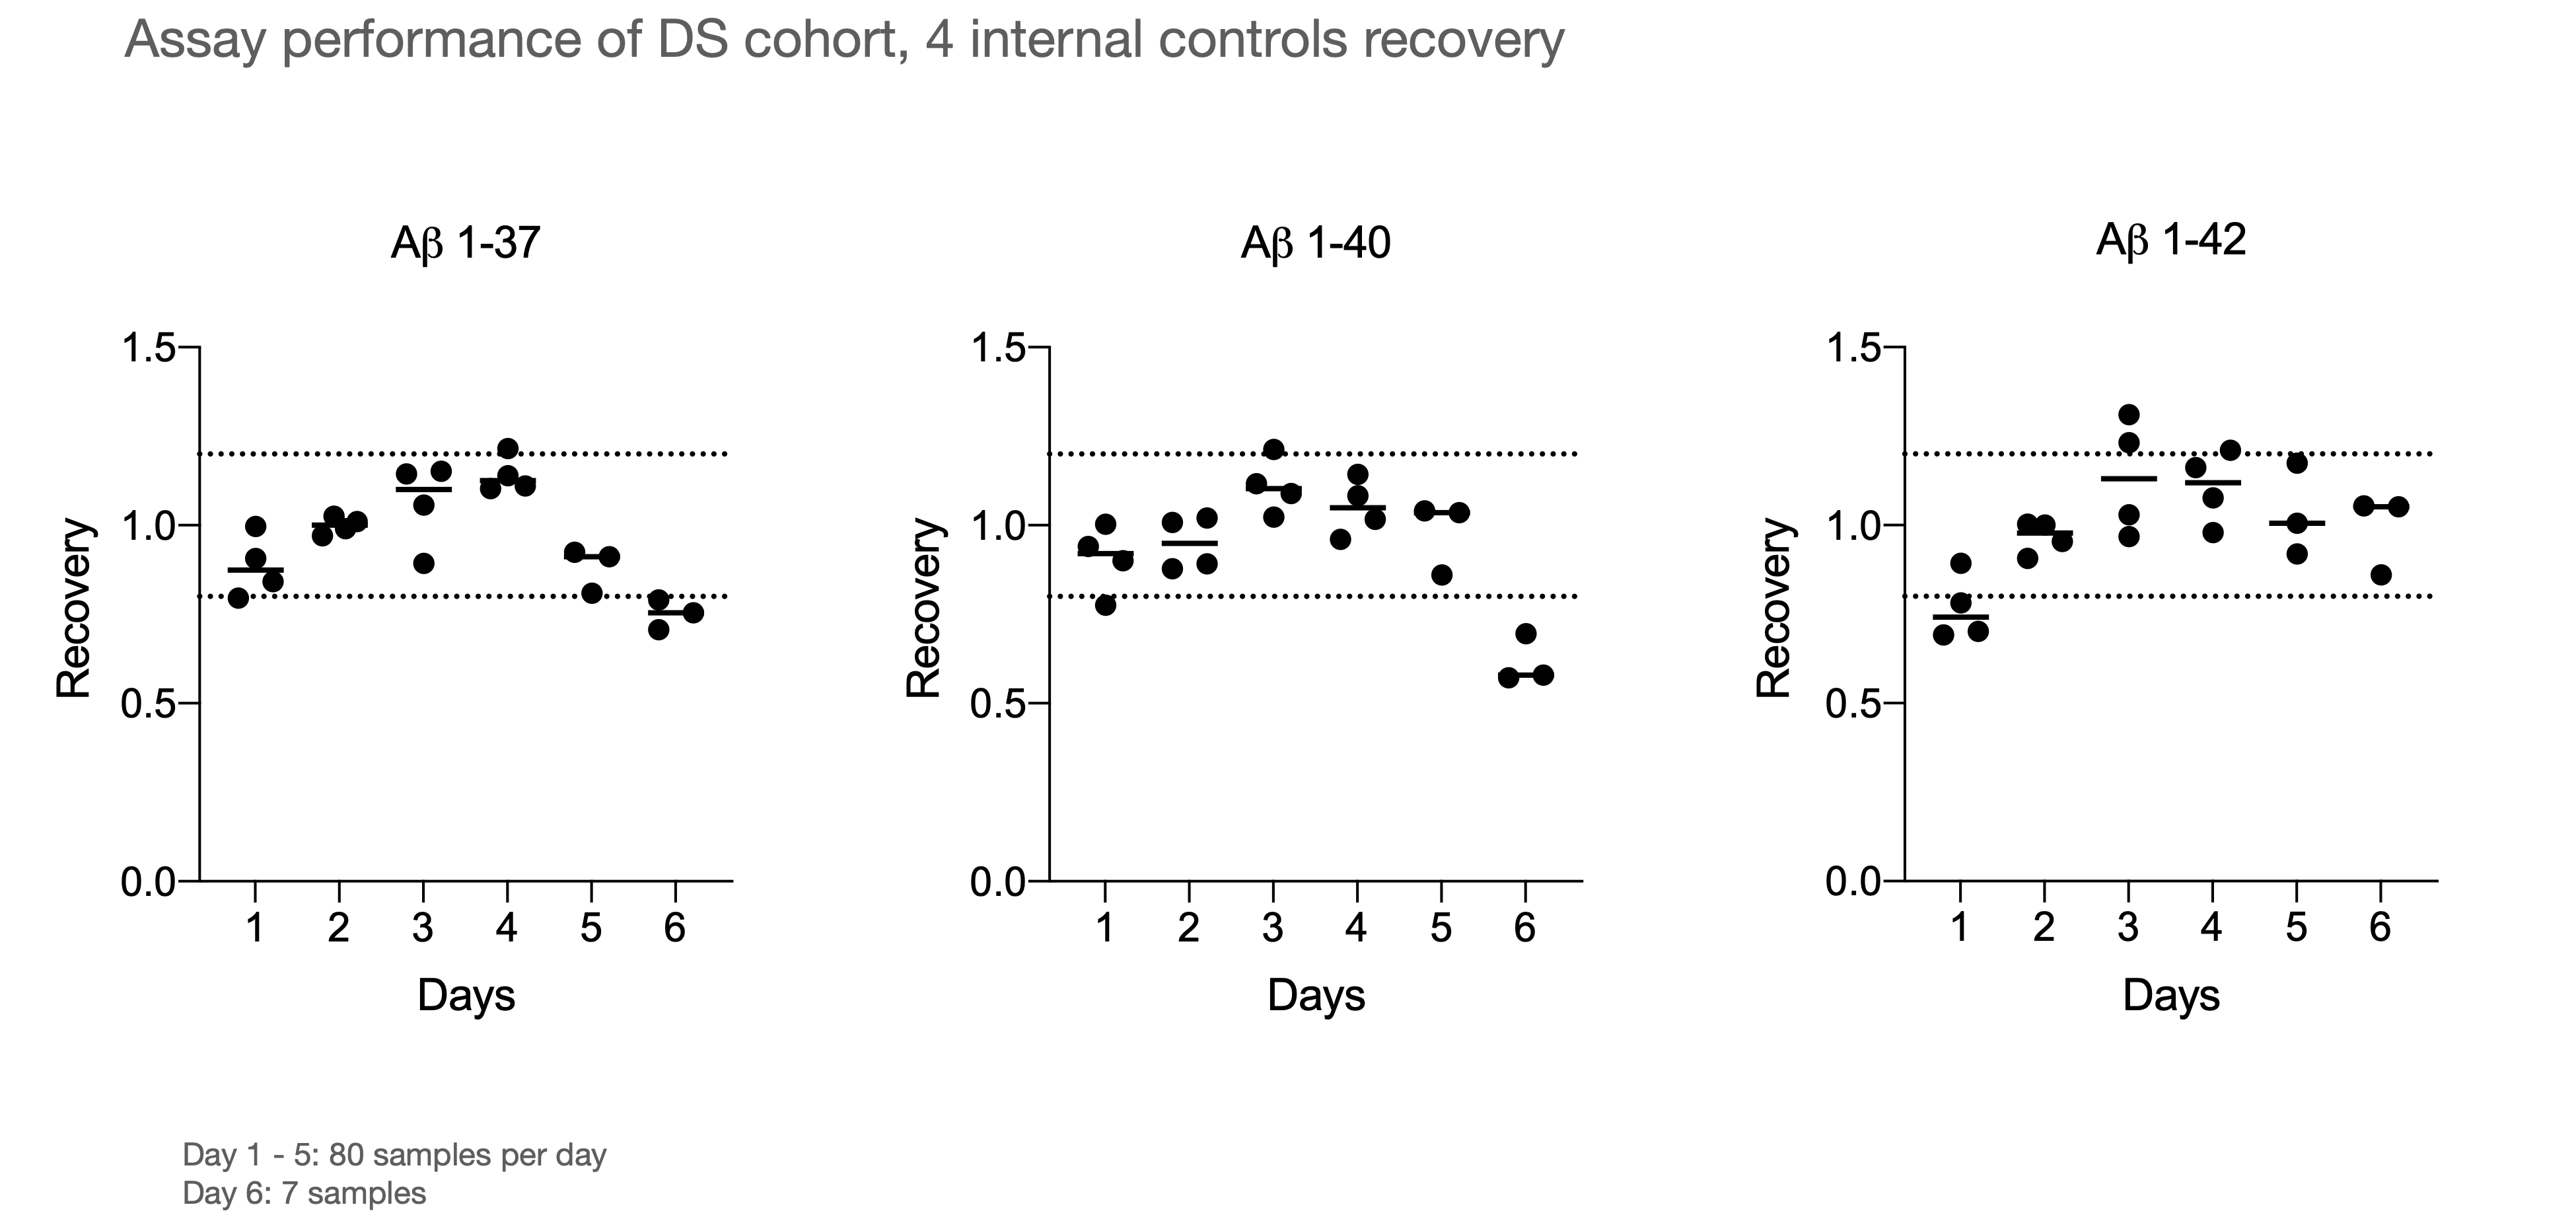 Assay performance of DS cohort, 4 internal controls recovery
Aβ 1-37
Aβ 1-40
Aβ 1-42
1.5
1.0
0.5
0.0
Recovery
1 2 3 4 5 6
Days
1.5
1.0
0.5
0.0
Recovery
1 2 3 4 5 6
Days
1.5
1.0
0.5
0.0
Recovery
1 2 3 4 5 6
Days
Day 1 - 5: 80 samples per day
Day 6: 7 samples